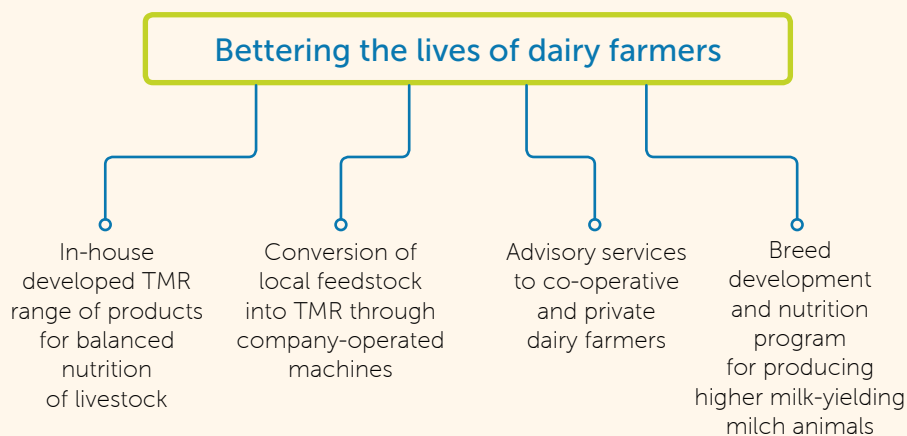 Bettering the lives of dairy farmers
In-house
developed TMR
range of products
for balanced
nutrition
of livestock
Conversion of
local feedstock
into TMR through
company-operated
machines
Advisory services
to co-operative
and private
dairy farmers
Breed
development
and nutrition
program
for producing
higher milk-yielding
milch animals